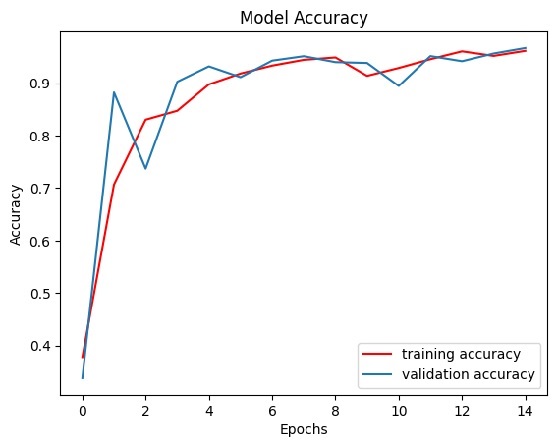 Model Accuracy
Accuracy
0.9
0.8
0.7
0.6
0.5
0.4
training accuracy
validation accuracy
0 2 4 6 8 10 12 14
Epochs